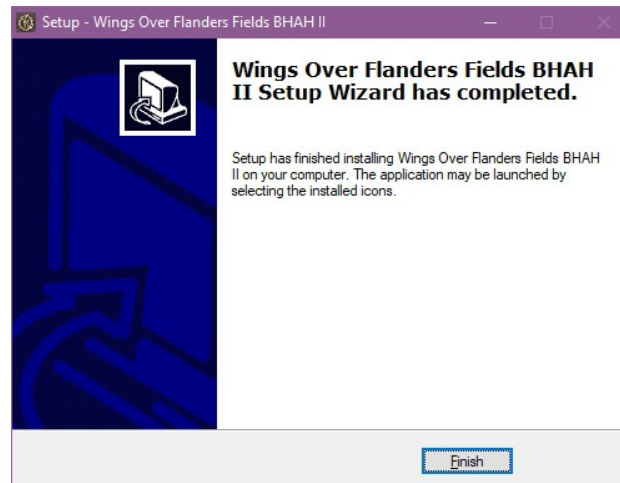 Setup - Wings Over Flanders Fields BHAH II
Wings Over Flanders Fields BHAH
II Setup Wizard has completed.
Setup has finished installing Wings Over Flanders Fields BHAH
II on your computer. The application may be launched by
selecting the installed icons.
Finish